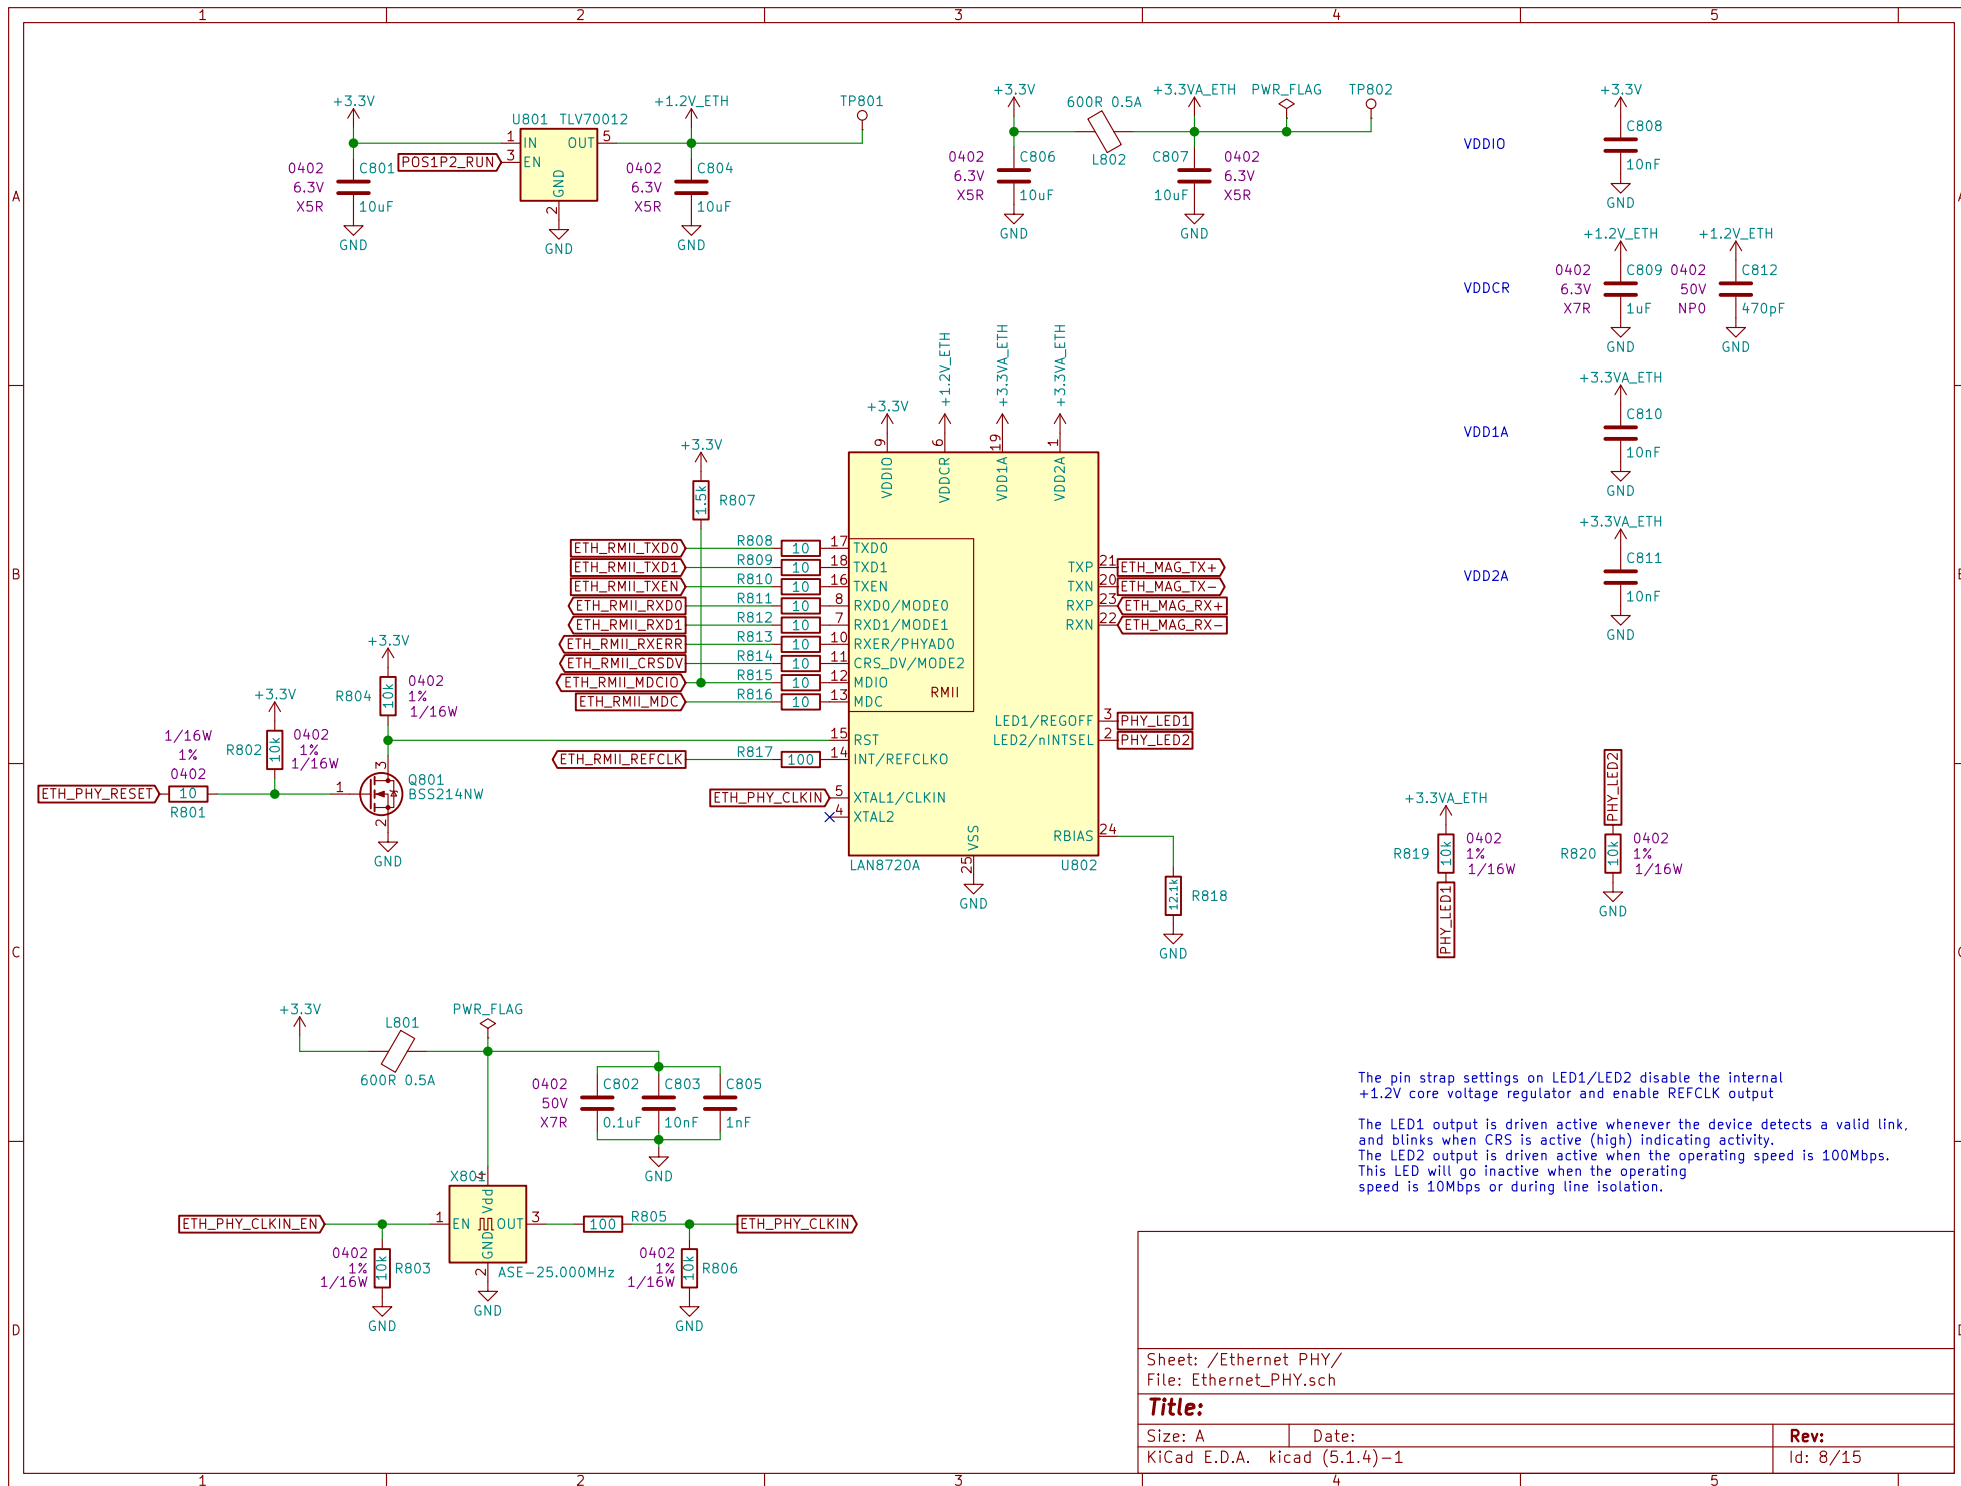 1 2 3 4 5
A
B
C
D
+3.3V
C801
0402
6.3V
X5R
10uF
GND
POS1P2_RUN
U801 TLV70012
1 IN
3 EN
OUT 5
GND
2
GND
+1.2V_ETH
0402
6.3V
X5R
C804
10uF
GND
TP801
+3.3V
0402
6.3V
X5R
C806
10uF
GND
600R 0.5A
L802
+3.3VA_ETH
C807
10uF
0402
6.3V
X5R
GND
PWR_FLAG
TP802
VDDIO
+3.3V
C808
10nF
GND
VDDCR
+1.2V_ETH
0402
6.3V
X7R
C809
1uF
GND
+1.2V_ETH
0402
50V
NP0
C812
470pF
GND
VDD1A
+3.3VA_ETH
C810
10nF
GND
VDD2A
+3.3VA_ETH
C811
10nF
GND
+3.3V
+1.2V_ETH
+3.3VA_ETH
+3.3VA_ETH
9 6 19 1
VDDIO VDDCR VDD1A VDD2A
+3.3V
1.5k
R807
ETH_RMII_TXD0 R808 10 17 TXD0
ETH_RMII_TXD1 R809 10 18 TXD1
ETH_RMII_TXEN R810 10 16 TXEN
ETH_RMII_RXD0 R811 10 8 RXD0/MODE0
ETH_RMII_RXD1 R812 10 7 RXD1/MODE1
ETH_RMII_RXERR R813 10 10 RXER/PHYAD0
ETH_RMII_CRSDV R814 10 11 CRS_DV/MODE2
ETH_RMII_MDCIO R815 10 12 MDIO
ETH_RMII_MDC R816 10 13 MDC
RMII
15 RST
ETH_RMII_REFCLK R817 100 14 INT/REFCLKO
ETH_PHY_CLKIN 5 XTAL1/CLKIN
4 XTAL2
TXP 21 ETH_MAG_TX+
TXN 20 ETH_MAG_TX-
RXP 23 ETH_MAG_RX+
RXN 22 ETH_MAG_RX-
LED1/REGOFF 3 PHY_LED1
LED2/nINTSEL 2 PHY_LED2
RBIAS 24
VSS
25
GND
LAN8720A
U802
12.1k
R818
GND
+3.3V
R804
10k
0402
1%
1/16W
+3.3V
R802
10k
0402
1%
1/16W
1/16W
1%
0402
ETH_PHY_RESET 10
R801
1
3
2
Q801
BSS214NW
GND
+3.3VA_ETH
R819
10k
0402
1%
1/16W
PHY_LED1
PHY_LED2
R820
10k
0402
1%
1/16W
GND
+3.3V
L801
600R 0.5A
PWR_FLAG
0402
50V
X7R
C802
0.1uF
C803
10nF
C805
1nF
GND
X801
4
Vdd
ETH_PHY_CLKIN_EN 1 EN
OUT 3
GND
2
ASE-25.000MHz
GND
0402
1%
1/16W
10k
R803
GND
100 R805
ETH_PHY_CLKIN
0402
1%
1/16W
10k
R806
GND
The pin strap settings on LED1/LED2 disable the internal
+1.2V core voltage regulator and enable REFCLK output
The LED1 output is driven active whenever the device detects a valid link,
and blinks when CRS is active (high) indicating activity.
The LED2 output is driven active when the operating speed is 100Mbps.
This LED will go inactive when the operating
speed is 10Mbps or during line isolation.
Sheet: /Ethernet PHY/
File: Ethernet_PHY.sch
Title:
Size: A Date: Rev:
KiCad E.D.A. kicad (5.1.4)-1 Id: 8/15
1 2 3 4 5